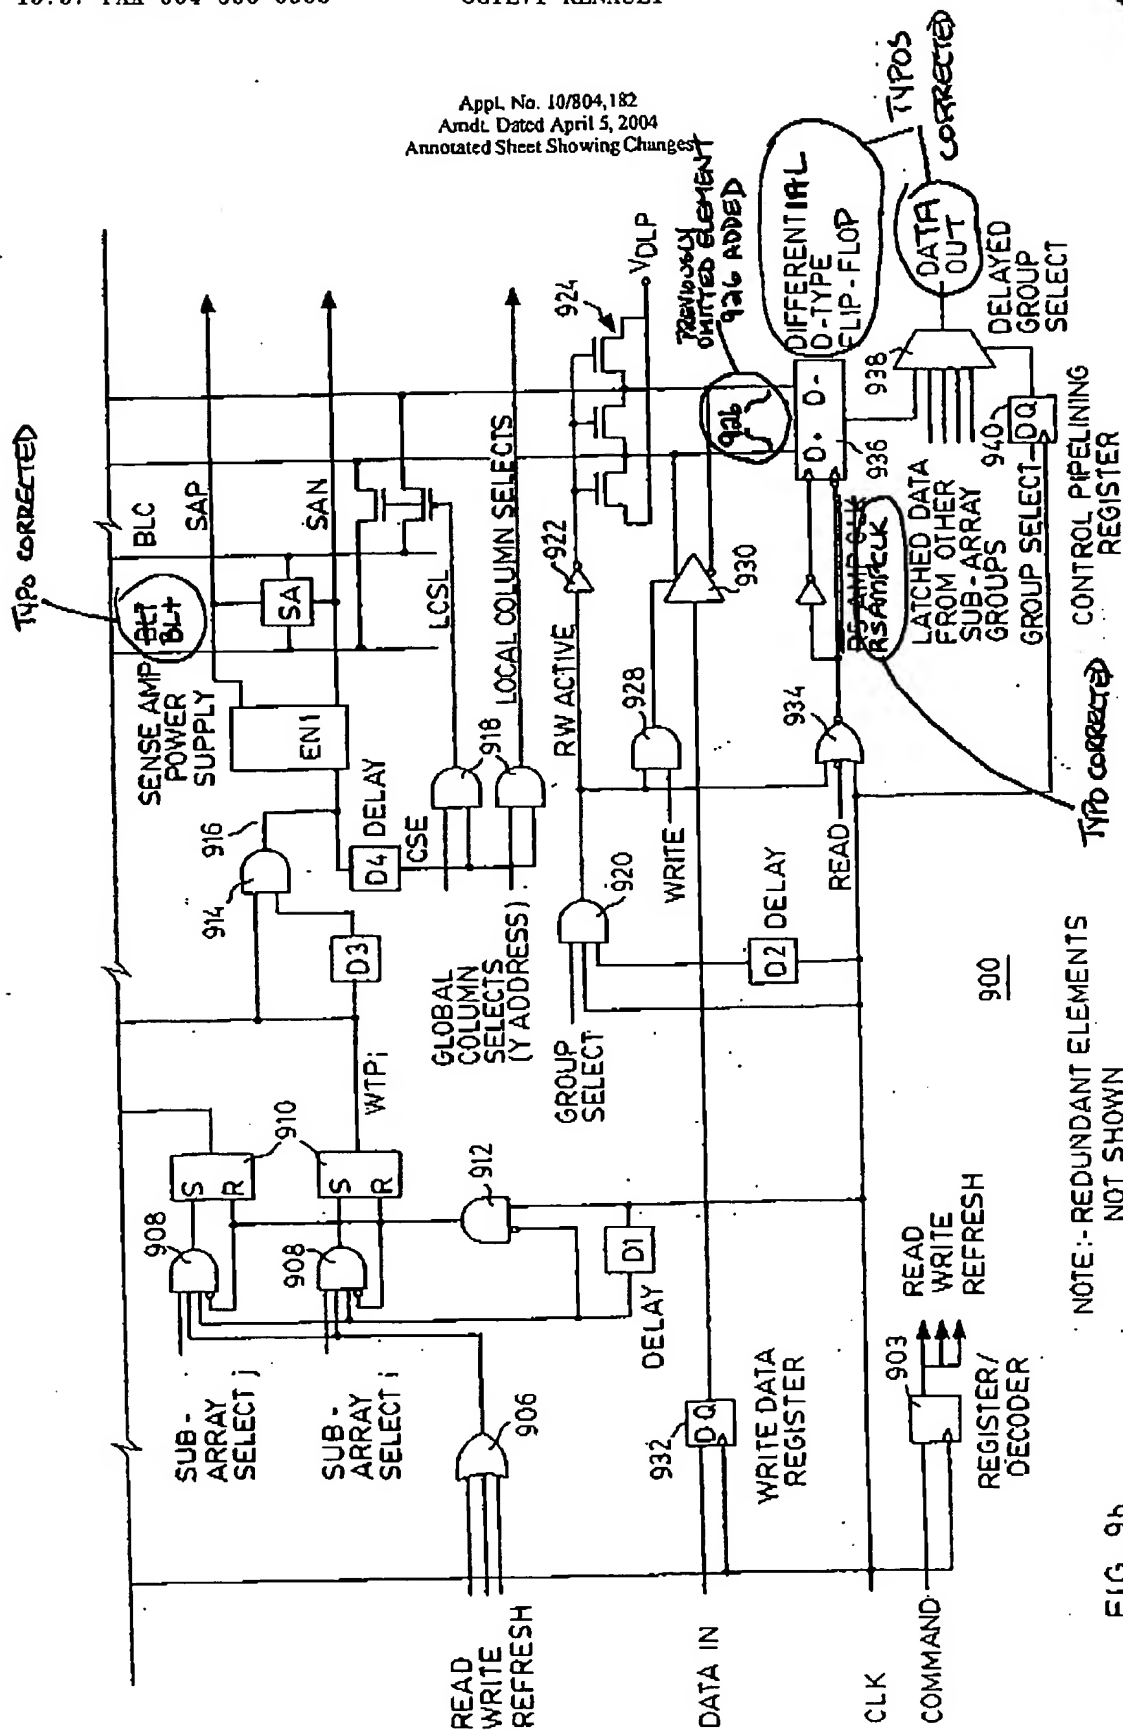 Appl. No. 10/804,182
Amdt. Dated April 5, 2004
Annotated Sheet Showing Changes
TYPO CORRECTED
BLT
BL+
BLC
SAP
SAN
SENSE AMP
POWER
SUPPLY
SA
EN1
916
914
D4
DELAY
CSE
LCSL
918
LOCAL COLUMN SELECTS
D3
WTPi
GLOBAL
COLUMN
SELECTS
(Y ADDRESS)
908
S
R
910
908
S
R
912
SUB-
ARRAY
SELECT j
SUB-
ARRAY
SELECT i
D1
DELAY
906
READ
WRITE
REFRESH
GROUP
SELECT
920
RW ACTIVE
922
924
VDLP
PREVIOUSLY
OMITTED ELEMENT
926 ADDED
926
928
WRITE
930
D2
DELAY
READ
934
RSAMPCLK
TYPO CORRECTED
D+
D-
936
DIFFERENTIAL
D-TYPE
FLIP-FLOP
TYPOS
CORRECTED
DATA
OUT
938
DELAYED
GROUP
SELECT
LATCHED DATA
FROM OTHER
SUB-ARRAY
GROUPS
GROUP SELECT
940
DQ
CONTROL PIPELINING
REGISTER
DATA IN
932
DQ
WRITE DATA
REGISTER
CLK
COMMAND
903
REGISTER/
DECODER
READ
WRITE
REFRESH
900
NOTE:- REDUNDANT ELEMENTS
NOT SHOWN